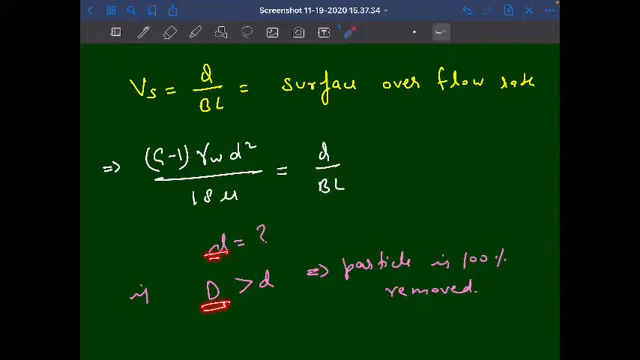 Screenshot 11-19-2020 15.37.34
Vs = d/BL = surface over flow rate
⇒ (G-1) γw d² / 18 μ = d/BL
d = ?
if D > d ⇒ particle is 100% removed.